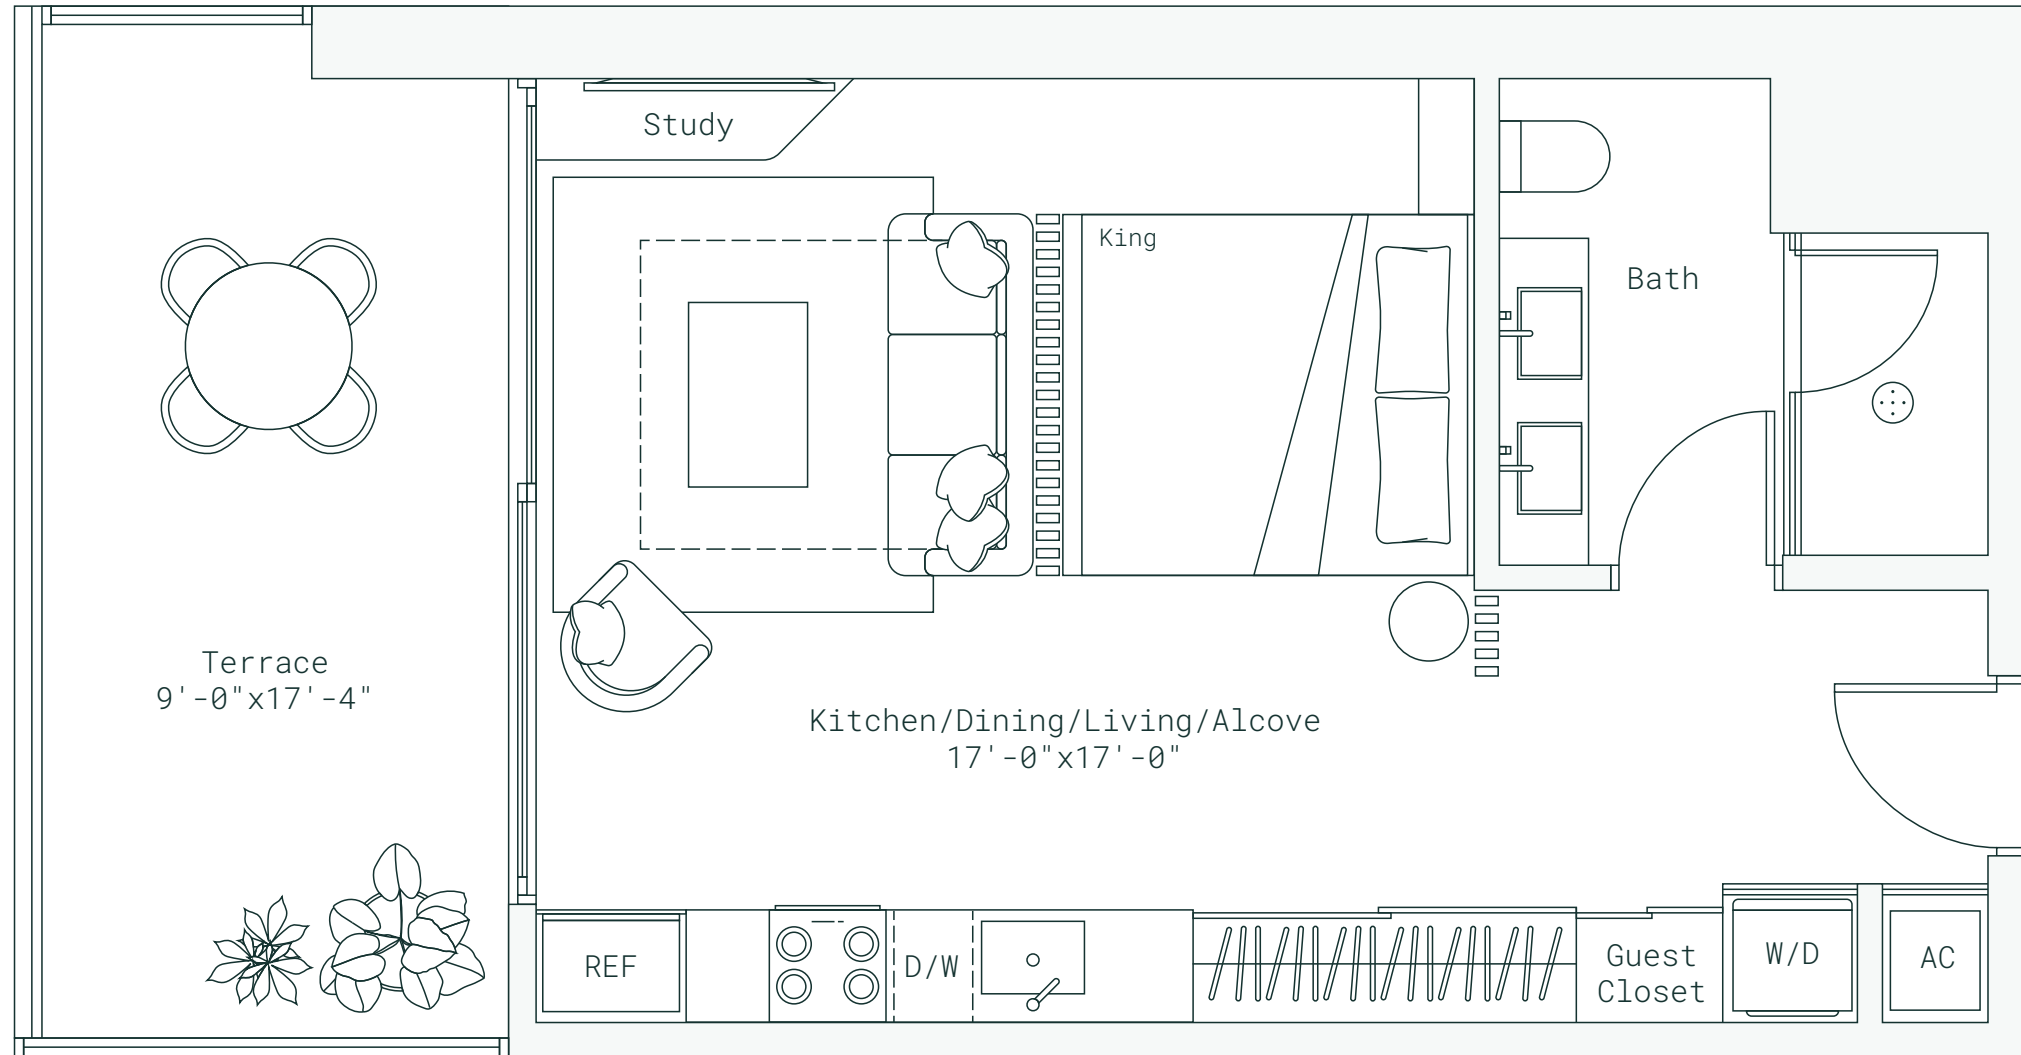 Study
King
Bath
Terrace
9'-0"x17'-4"
Kitchen/Dining/Living/Alcove
17'-0"x17'-0"
REF
D/W
Guest
Closet
W/D
AC